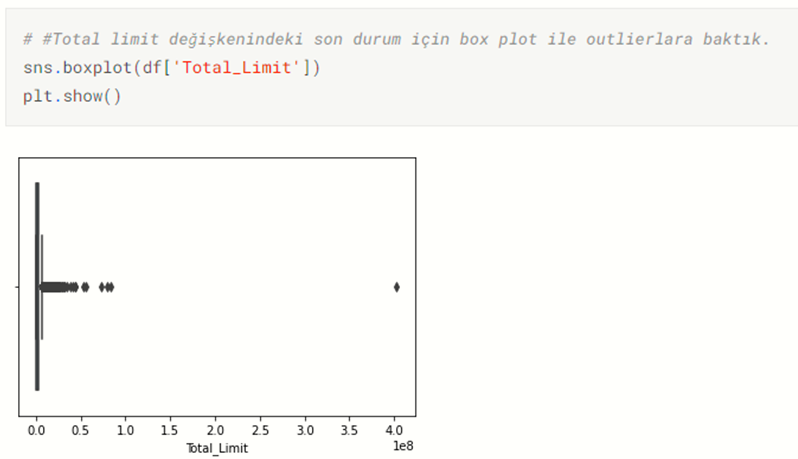 # #Total limit değişkenindeki son durum için box plot ile outlierlara baktık.
sns.boxplot(df['Total_Limit'])
plt.show()
0.0 0.5 1.0 1.5 2.0 2.5 3.0 3.5 4.0
Total_Limit 1e8